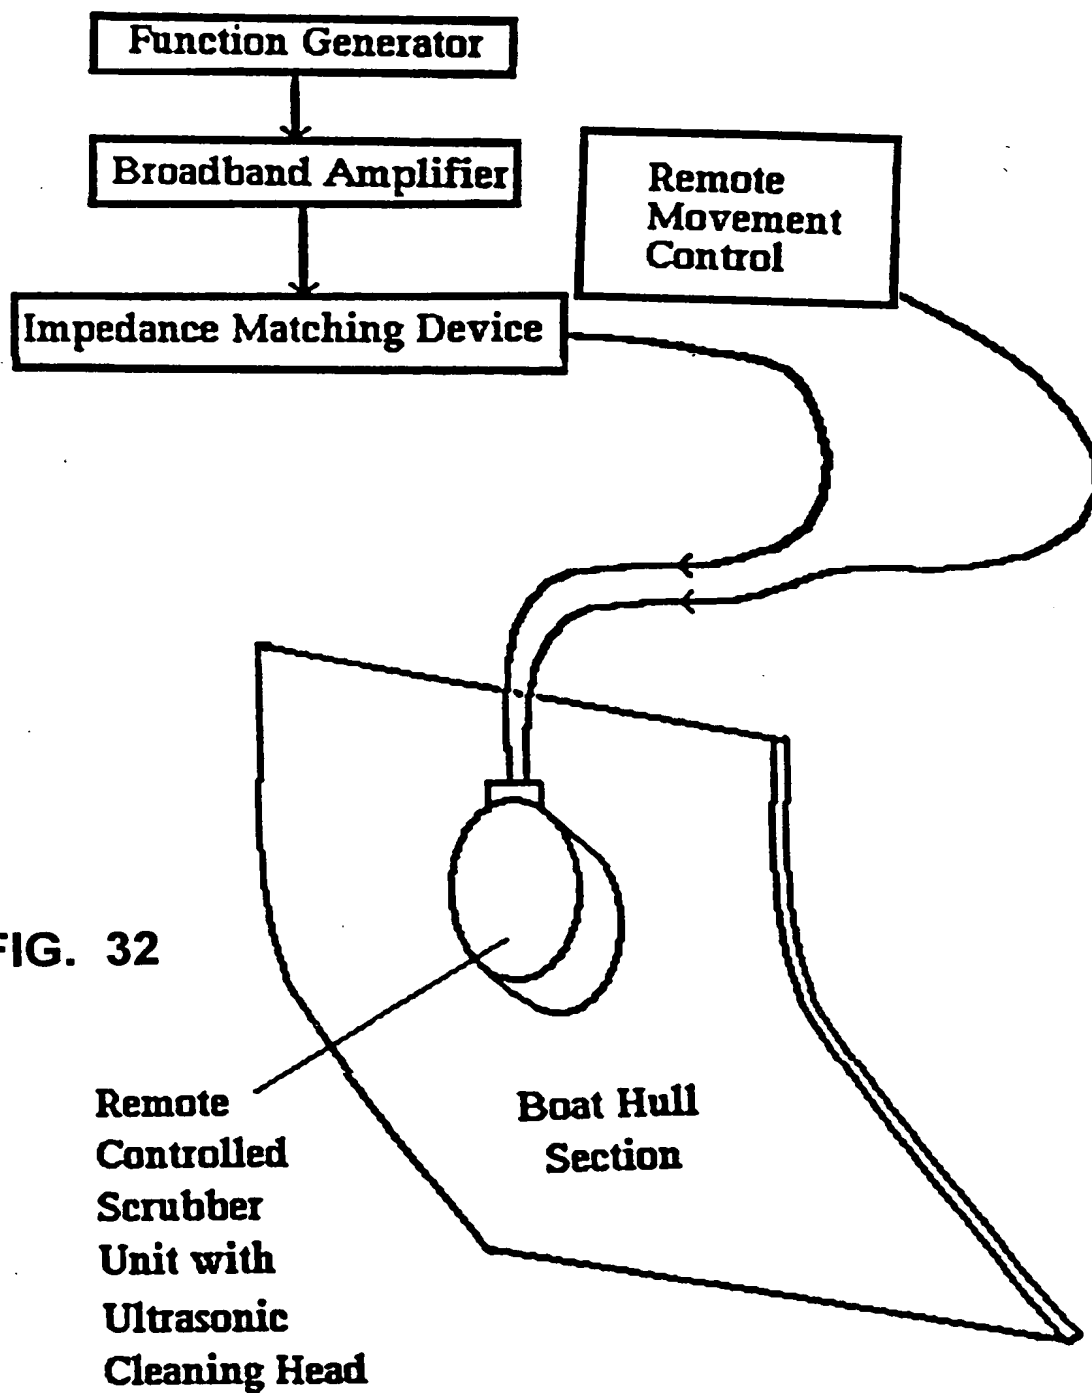 Function Generator
Broadband Amplifier
Impedance Matching Device
Remote
Movement
Control
FIG. 32
Remote
Controlled
Scrubber
Unit with
Ultrasonic
Cleaning Head
Boat Hull
Section